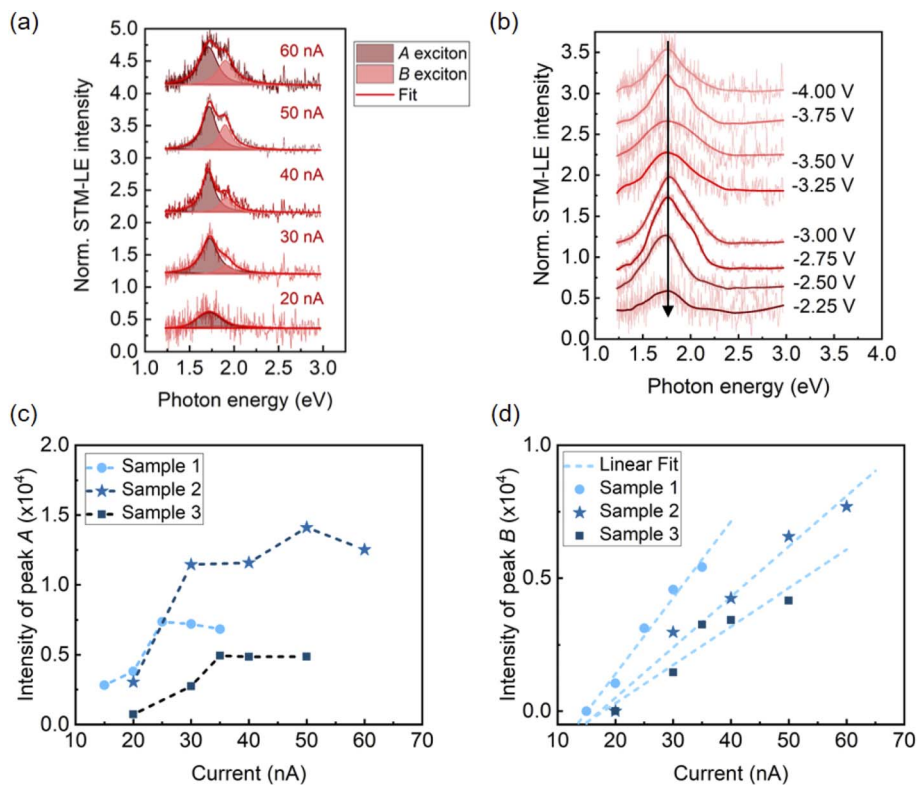 (a)
Norm. STM-LE intensity
5.0
4.5
4.0
3.5
3.0
2.5
2.0
1.5
1.0
0.5
0.0
60 nA
50 nA
40 nA
30 nA
20 nA
1.0 1.5 2.0 2.5 3.0
Photon energy (eV)
A exciton
B exciton
Fit
(b)
Norm. STM-LE intensity
3.5
3.0
2.5
2.0
1.5
1.0
0.5
0.0
-4.00 V
-3.75 V
-3.50 V
-3.25 V
-3.00 V
-2.75 V
-2.50 V
-2.25 V
1.0 1.5 2.0 2.5 3.0 3.5 4.0
Photon energy (eV)
(c)
Intensity of peak A (x10⁴)
2.0
1.5
1.0
0.5
0.0
Sample 1
Sample 2
Sample 3
10 20 30 40 50 60 70
Current (nA)
(d)
Intensity of peak B (x10⁴)
1.0
0.5
0.0
Linear Fit
Sample 1
Sample 2
Sample 3
10 20 30 40 50 60 70
Current (nA)